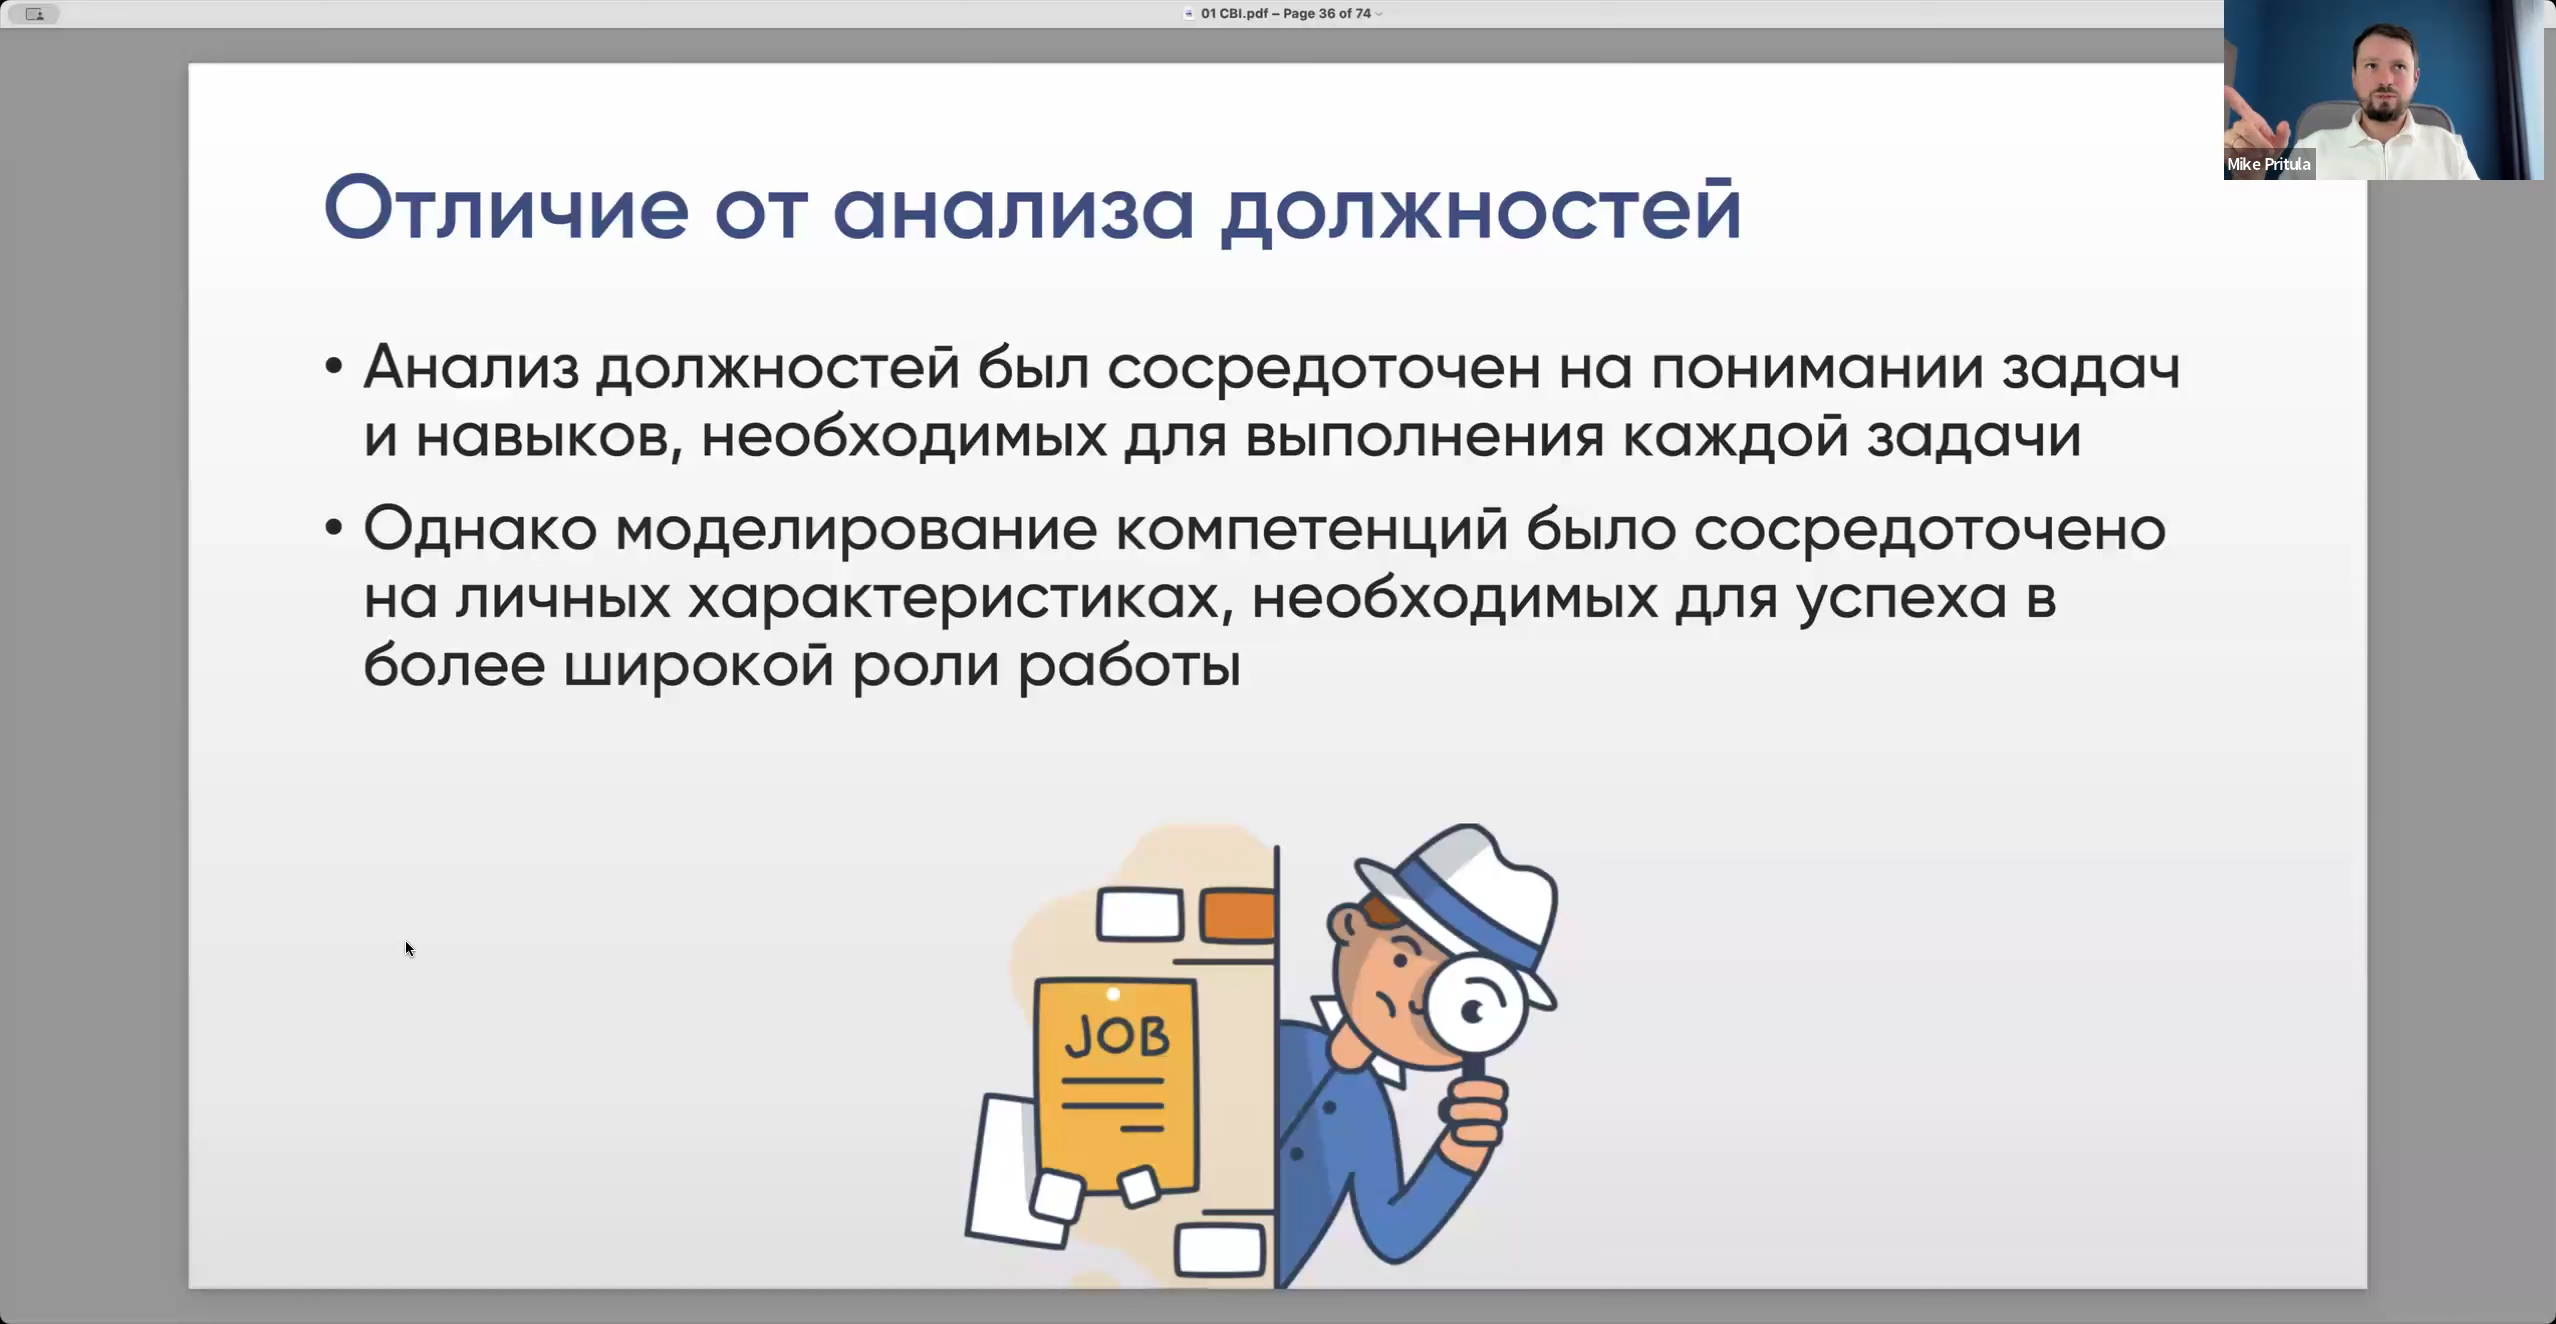 01 CBI.pdf – Page 36 of 74
Mike Pritula
Отличие от анализа должностей
• Анализ должностей был сосредоточен на понимании задач
и навыков, необходимых для выполнения каждой задачи
• Однако моделирование компетенций было сосредоточено
на личных характеристиках, необходимых для успеха в
более широкой роли работы
JOB